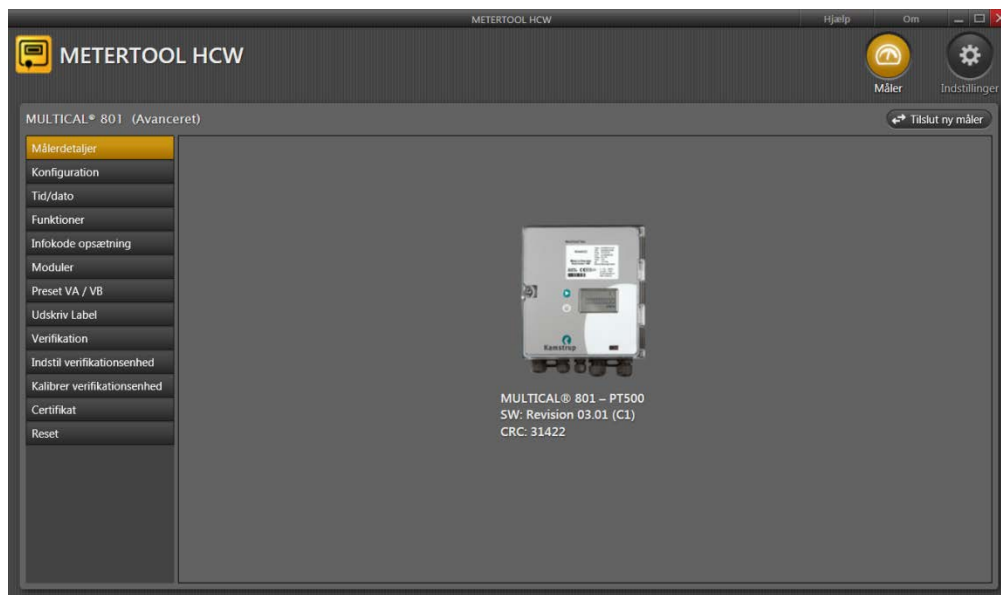 METERTOOL HCW
Hjælp
Om
METERTOOL HCW
Måler
Indstillinger
MULTICAL® 801 (Avanceret)
Tilslut ny måler
Målerdetaljer
Konfiguration
Tid/dato
Funktioner
Infokode opsætning
Moduler
Preset VA / VB
Udskriv Label
Verifikation
Indstil verifikationsenhed
Kalibrer verifikationsenhed
Certifikat
Reset
Kamstrup
MULTICAL® 801 – PT500
SW: Revision 03.01 (C1)
CRC: 31422